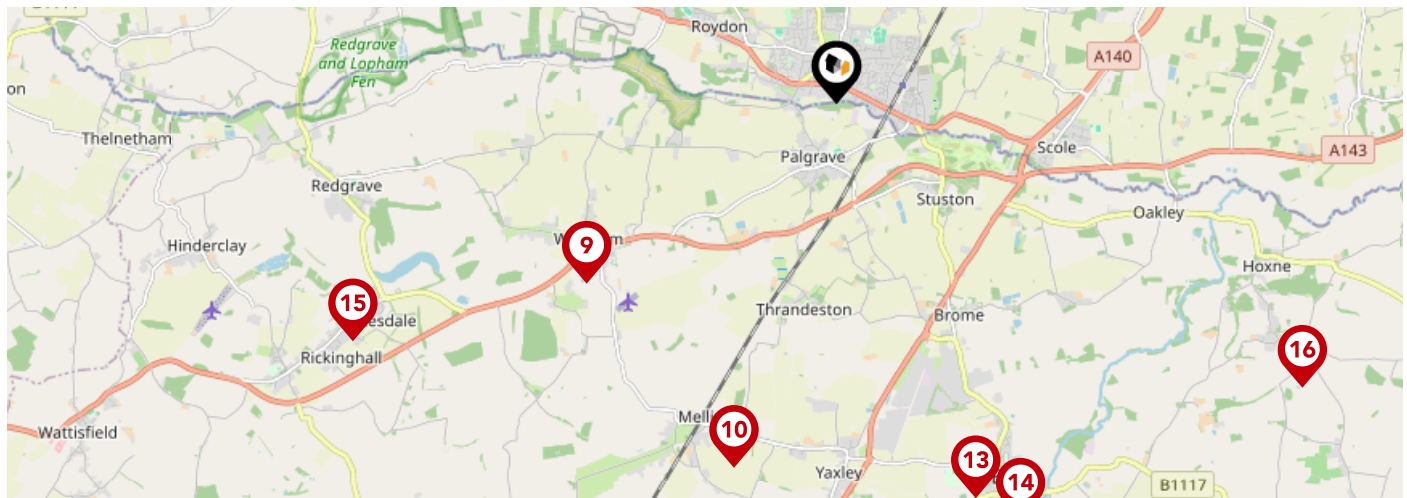 Roydon
Redgrave
and Lopham
Fen
A140
on
Thelnetham
Scole
A143
Palgrave
Redgrave
Stuston
Oakley
Hinderclay
9
Hoxne
15
Thrandeston
Brome
esdale
Rickinghall
16
Melli
10
Wattisfield
13
Yaxley
14
B1117